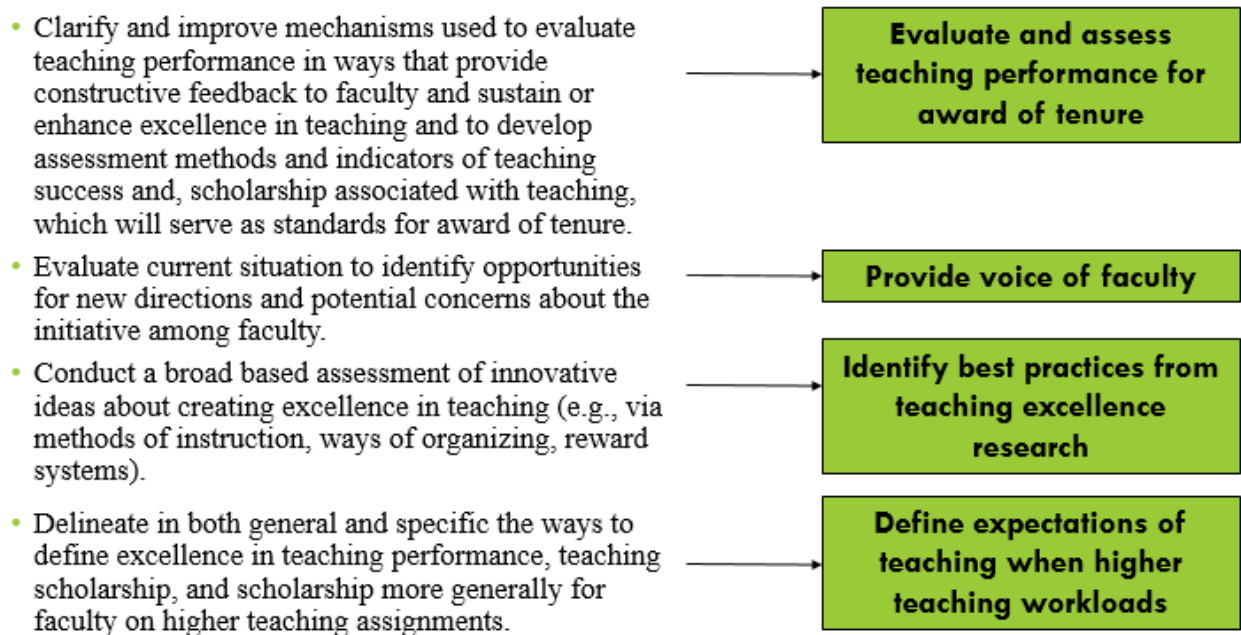 • Clarify and improve mechanisms used to evaluate
teaching performance in ways that provide
constructive feedback to faculty and sustain or
enhance excellence in teaching and to develop
assessment methods and indicators of teaching
success and, scholarship associated with teaching,
which will serve as standards for award of tenure.
Evaluate and assess
teaching performance for
award of tenure
• Evaluate current situation to identify opportunities
for new directions and potential concerns about the
initiative among faculty.
Provide voice of faculty
• Conduct a broad based assessment of innovative
ideas about creating excellence in teaching (e.g., via
methods of instruction, ways of organizing, reward
systems).
Identify best practices from
teaching excellence
research
• Delineate in both general and specific the ways to
define excellence in teaching performance, teaching
scholarship, and scholarship more generally for
faculty on higher teaching assignments.
Define expectations of
teaching when higher
teaching workloads